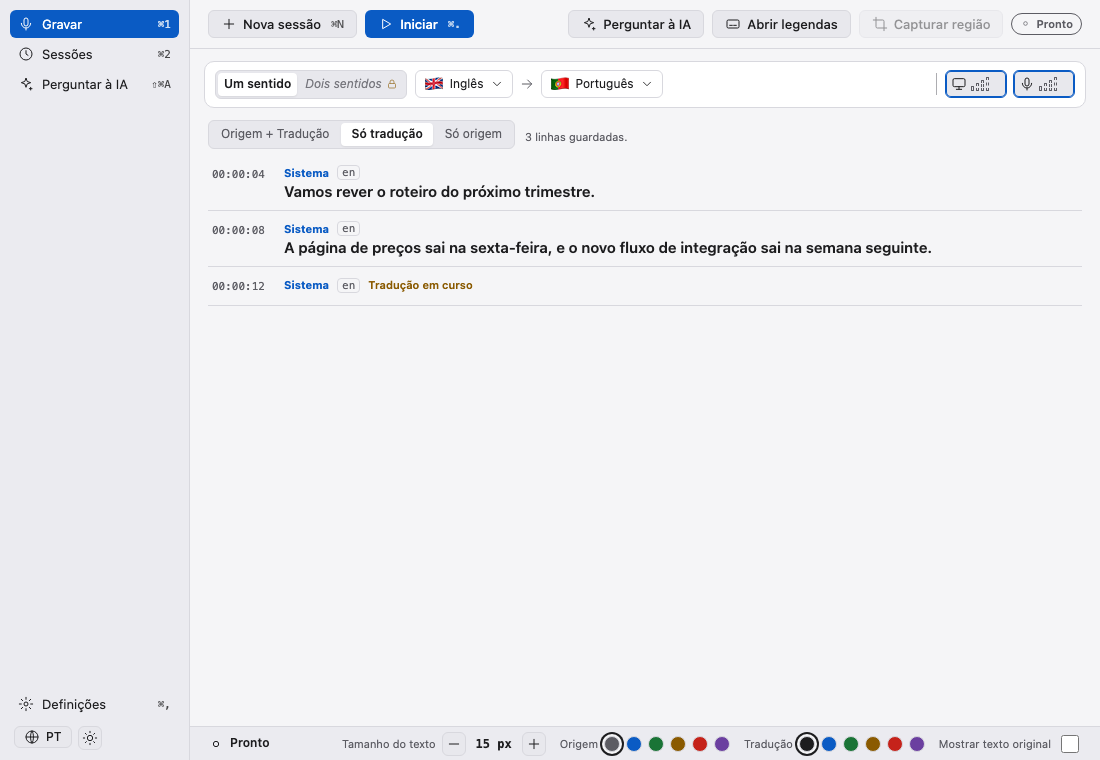 Gravar ⌘1
Sessões ⌘2
Perguntar à IA ⇧⌘A
Definições ⌘,
PT
Nova sessão ⌘N
Iniciar ⌘.
Perguntar à IA
Abrir legendas
Capturar região
Pronto
Um sentido Dois sentidos
Inglês → Português
Origem + Tradução Só tradução Só origem 3 linhas guardadas.
00:00:04 Sistema en
Vamos rever o roteiro do próximo trimestre.
00:00:08 Sistema en
A página de preços sai na sexta-feira, e o novo fluxo de integração sai na semana seguinte.
00:00:12 Sistema en Tradução em curso
Pronto Tamanho do texto − 15 px + Origem Tradução Mostrar texto original